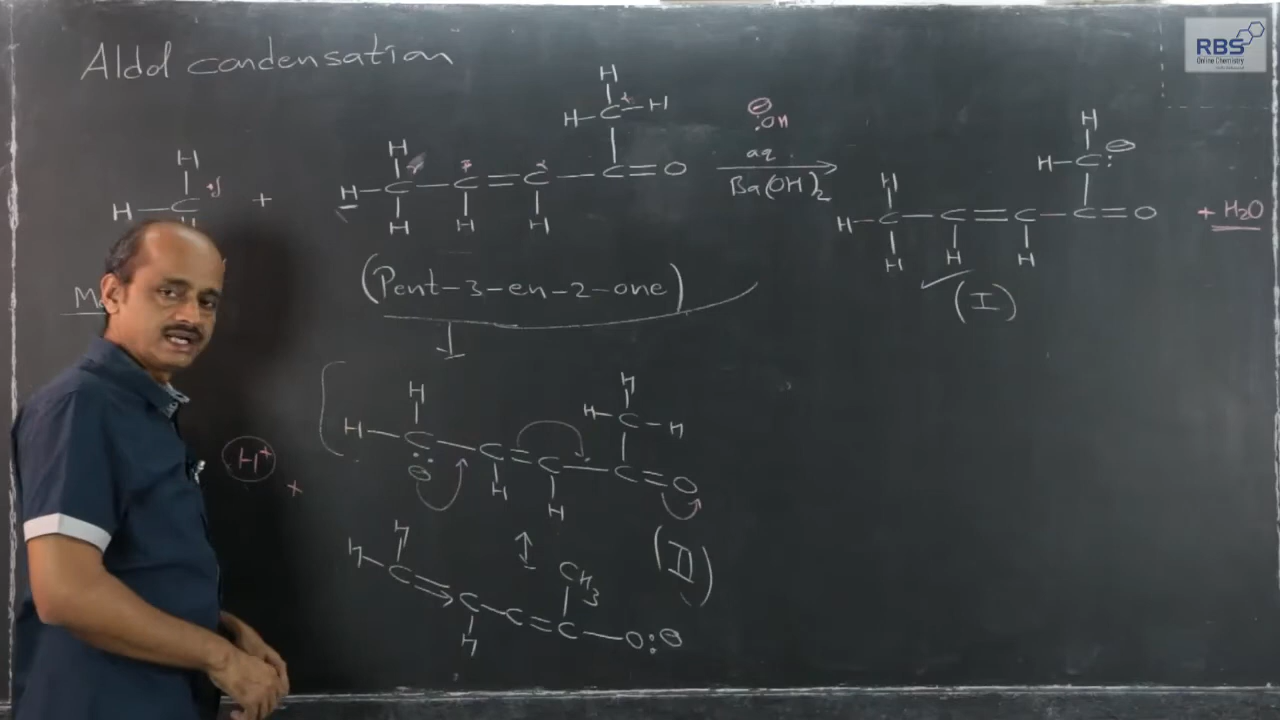 Aldol condensation
RBS
Online Chemistry
H
H–C–H
H
H–C
+
H
H–C–C=C–C=O
H H H
⊖
:OH
aq
Ba(OH)2
H
H–C:⊖
H
H–C–C=C–C=O
H H H
+ H2O
(Pent-3-en-2-one)
(I)
H
H–C–H
H
H–C–C=C–C=O
⊖ H H
H+
+
(II)
H
H–C=C–C=C–O:⊖
H
CH3